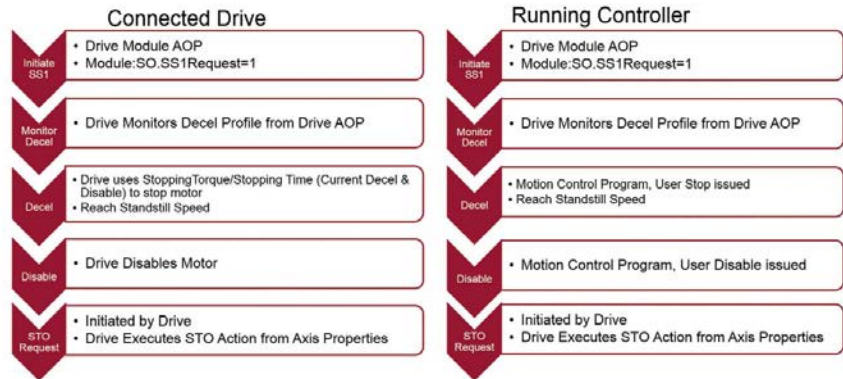 Connected Drive
Initiate
SS1
• Drive Module AOP
• Module:SO.SS1Request=1
Monitor
Decel
• Drive Monitors Decel Profile from Drive AOP
Decel
• Drive uses StoppingTorque/Stopping Time (Current Decel &
Disable) to stop motor
• Reach Standstill Speed
Disable
• Drive Disables Motor
STO
Request
• Initiated by Drive
• Drive Executes STO Action from Axis Properties
Running Controller
Initiate
SS1
• Drive Module AOP
• Module:SO.SS1Request=1
Monitor
Decel
• Drive Monitors Decel Profile from Drive AOP
Decel
• Motion Control Program, User Stop issued
• Reach Standstill Speed
Disable
• Motion Control Program, User Disable issued
STO
Request
• Initiated by Drive
• Drive Executes STO Action from Axis Properties